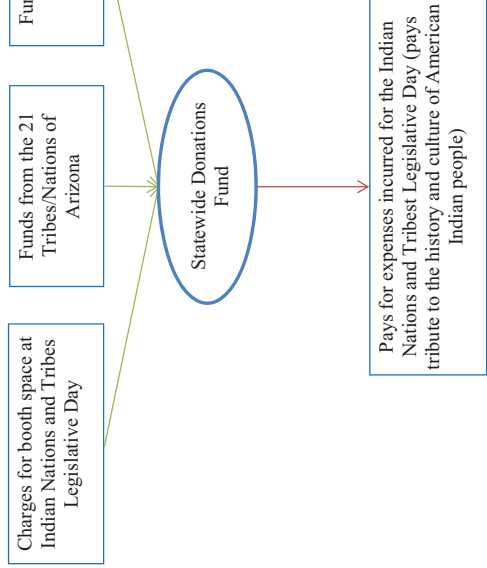 Charges for booth space at
Indian Nations and Tribes
Legislative Day
Funds from the 21
Tribes/Nations of
Arizona
Fun
Statewide Donations
Fund
Pays for expenses incurred for the Indian
Nations and Tribest Legislative Day (pays
tribute to the history and culture of American
Indian people)